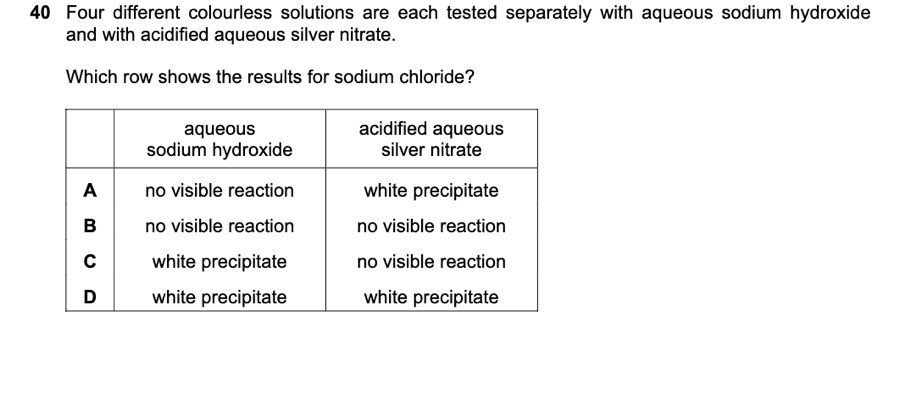 40 Four different colourless solutions are each tested separately with aqueous sodium hydroxide
and with acidified aqueous silver nitrate.
Which row shows the results for sodium chloride?
aqueous sodium hydroxide acidified aqueous silver nitrate
A no visible reaction white precipitate
B no visible reaction no visible reaction
C white precipitate no visible reaction
D white precipitate white precipitate